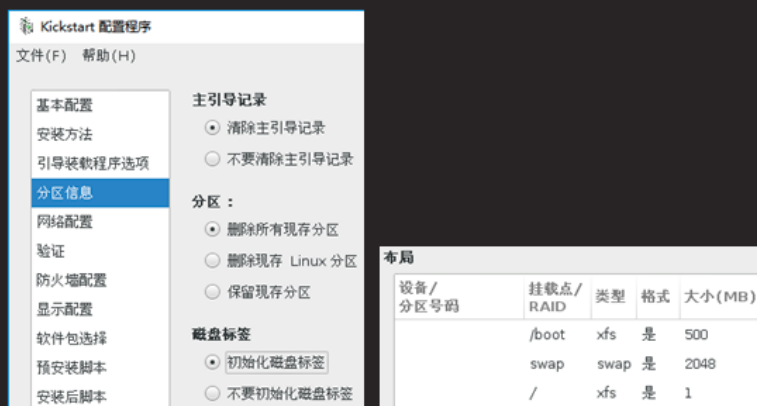 Kickstart 配置程序
文件(F) 帮助(H)
基本配置
安装方法
引导装载程序选项
分区信息
网络配置
验证
防火墙配置
显示配置
软件包选择
预安装脚本
安装后脚本
主引导记录
清除主引导记录
不要清除主引导记录
分区：
删除所有现存分区
删除现存 Linux 分区
保留现存分区
磁盘标签
初始化磁盘标签
不要初始化磁盘标签
布局
设备/
分区号码
挂载点/
RAID
类型
格式
大小(MB)
/boot xfs 是 500
swap swap 是 2048
/ xfs 是 1